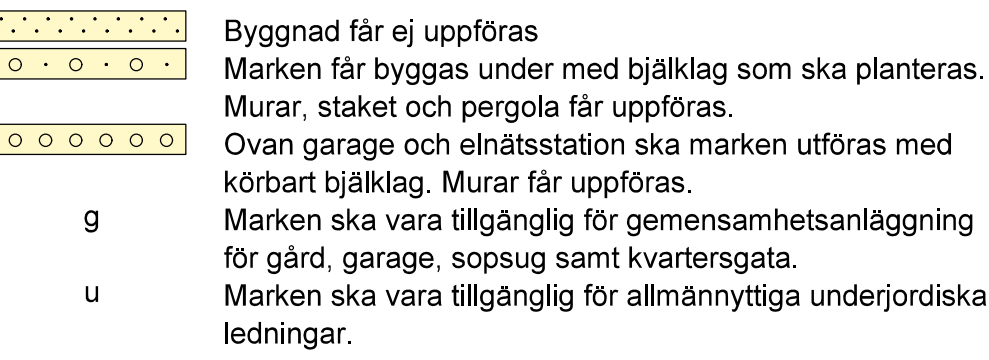 Byggnad får ej uppföras
Marken får byggas under med bjälklag som ska planteras.
Murar, staket och pergola får uppföras.
Ovan garage och elnätsstation ska marken utföras med
körbart bjälklag. Murar får uppföras.
g Marken ska vara tillgänglig för gemensamhetsanläggning
för gård, garage, sopsug samt kvartersgata.
u Marken ska vara tillgänglig för allmännyttiga underjordiska
ledningar.